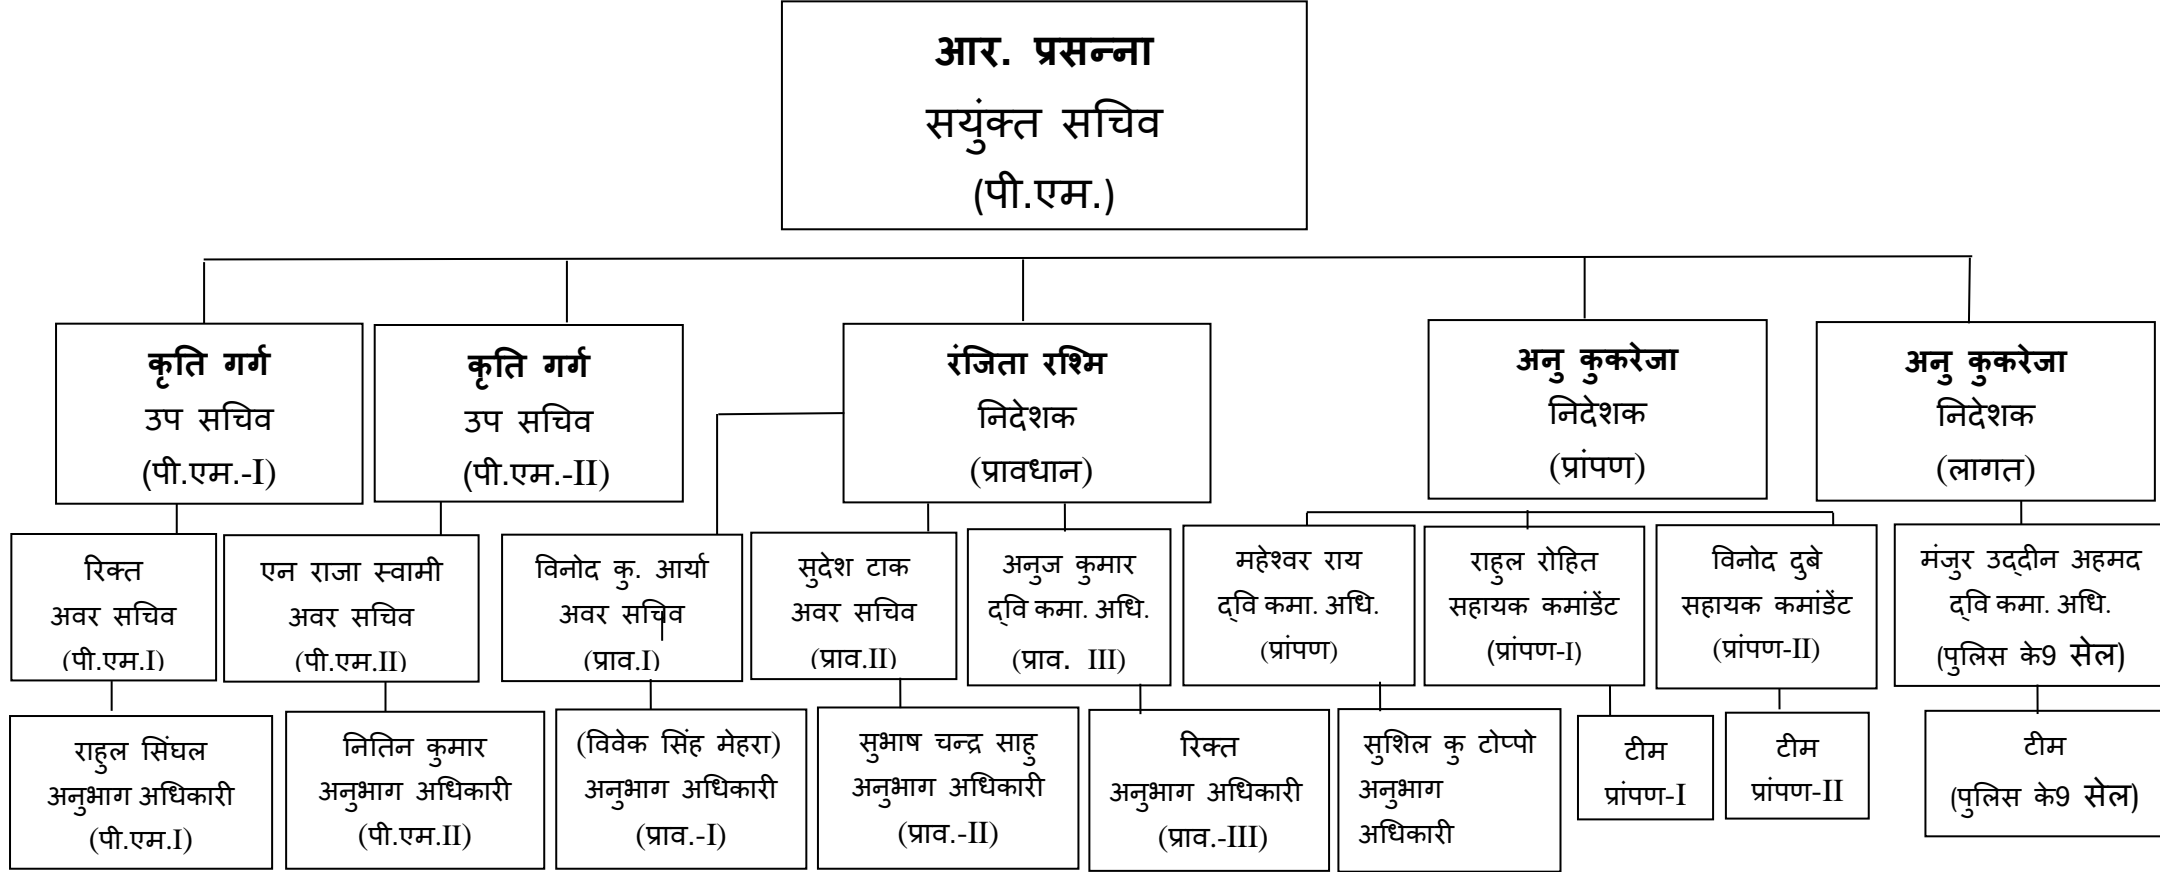 आर. प्रसन्ना
सयुंक्त सचिव
(पी.एम.)
कृति गर्ग
उप सचिव
(पी.एम.-I)
कृति गर्ग
उप सचिव
(पी.एम.-II)
रंजिता रश्मि
निदेशक
(प्रावधान)
अनु कुकरेजा
निदेशक
(प्रांपण)
अनु कुकरेजा
निदेशक
(लागत)
रिक्त
अवर सचिव
(पी.एम.I)
एन राजा स्वामी
अवर सचिव
(पी.एम.II)
विनोद कु. आर्या
अवर सचिव
(प्राव.I)
सुदेश टाक
अवर सचिव
(प्राव.II)
अनुज कुमार
द्वि कमा. अधि.
(प्राव. III)
महेश्वर राय
द्वि कमा. अधि.
(प्रांपण)
राहुल रोहित
सहायक कमांडेंट
(प्रांपण-I)
विनोद दुबे
सहायक कमांडेंट
(प्रांपण-II)
मंजुर उद्दीन अहमद
द्वि कमा. अधि.
(पुलिस के9 सेल)
राहुल सिंघल
अनुभाग अधिकारी
(पी.एम.I)
नितिन कुमार
अनुभाग अधिकारी
(पी.एम.II)
(विवेक सिंह मेहरा)
अनुभाग अधिकारी
(प्राव.-I)
सुभाष चन्द्र साहु
अनुभाग अधिकारी
(प्राव.-II)
रिक्त
अनुभाग अधिकारी
(प्राव.-III)
सुशिल कु टोप्पो
अनुभाग
अधिकारी
टीम
प्रांपण-I
टीम
प्रांपण-II
टीम
(पुलिस के9 सेल)